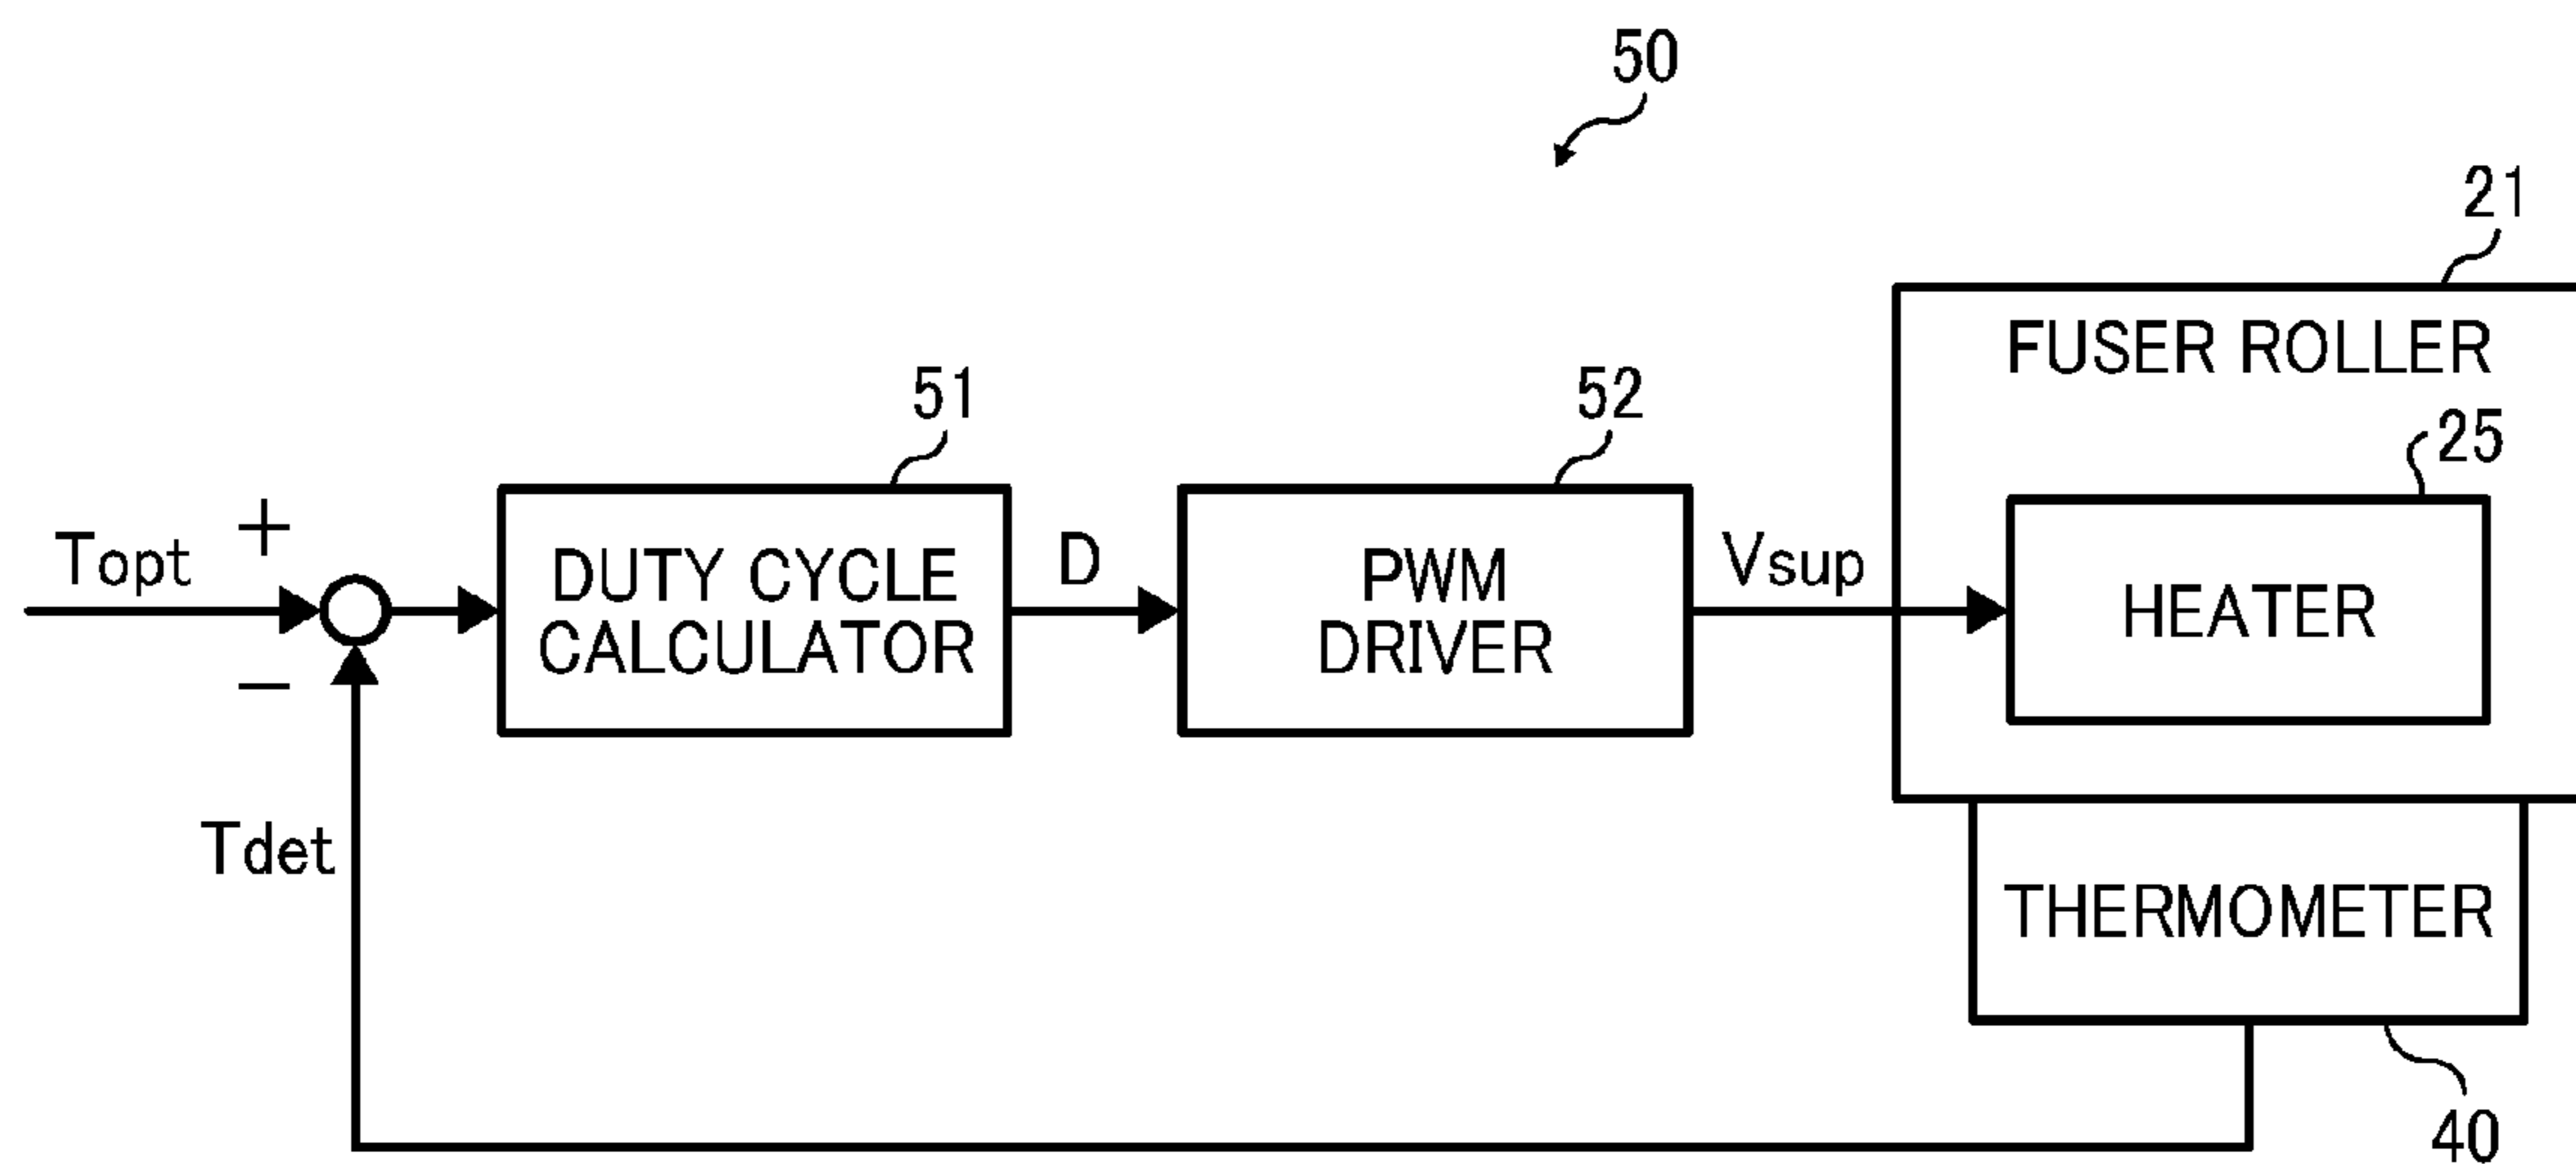 50
21
FUSER ROLLER
51
52
25
Topt
+
DUTY CYCLE
CALCULATOR
D
PWM
DRIVER
Vsup
HEATER
−
Tdet
THERMOMETER
40